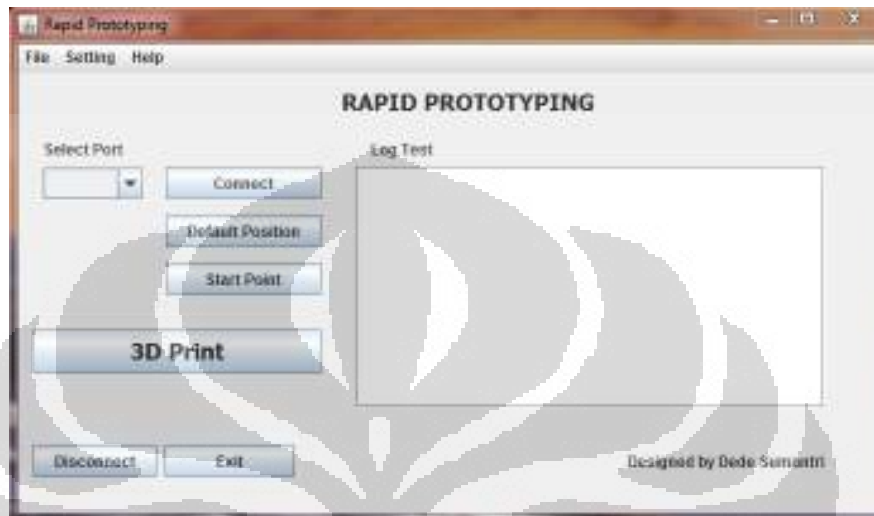 Rapid Prototyping
File Setting Help
RAPID PROTOTYPING
Select Port
Log Test
Connect
Default Position
Start Point
3D Print
Disconnect Exit
Designed by Dede Sumantri